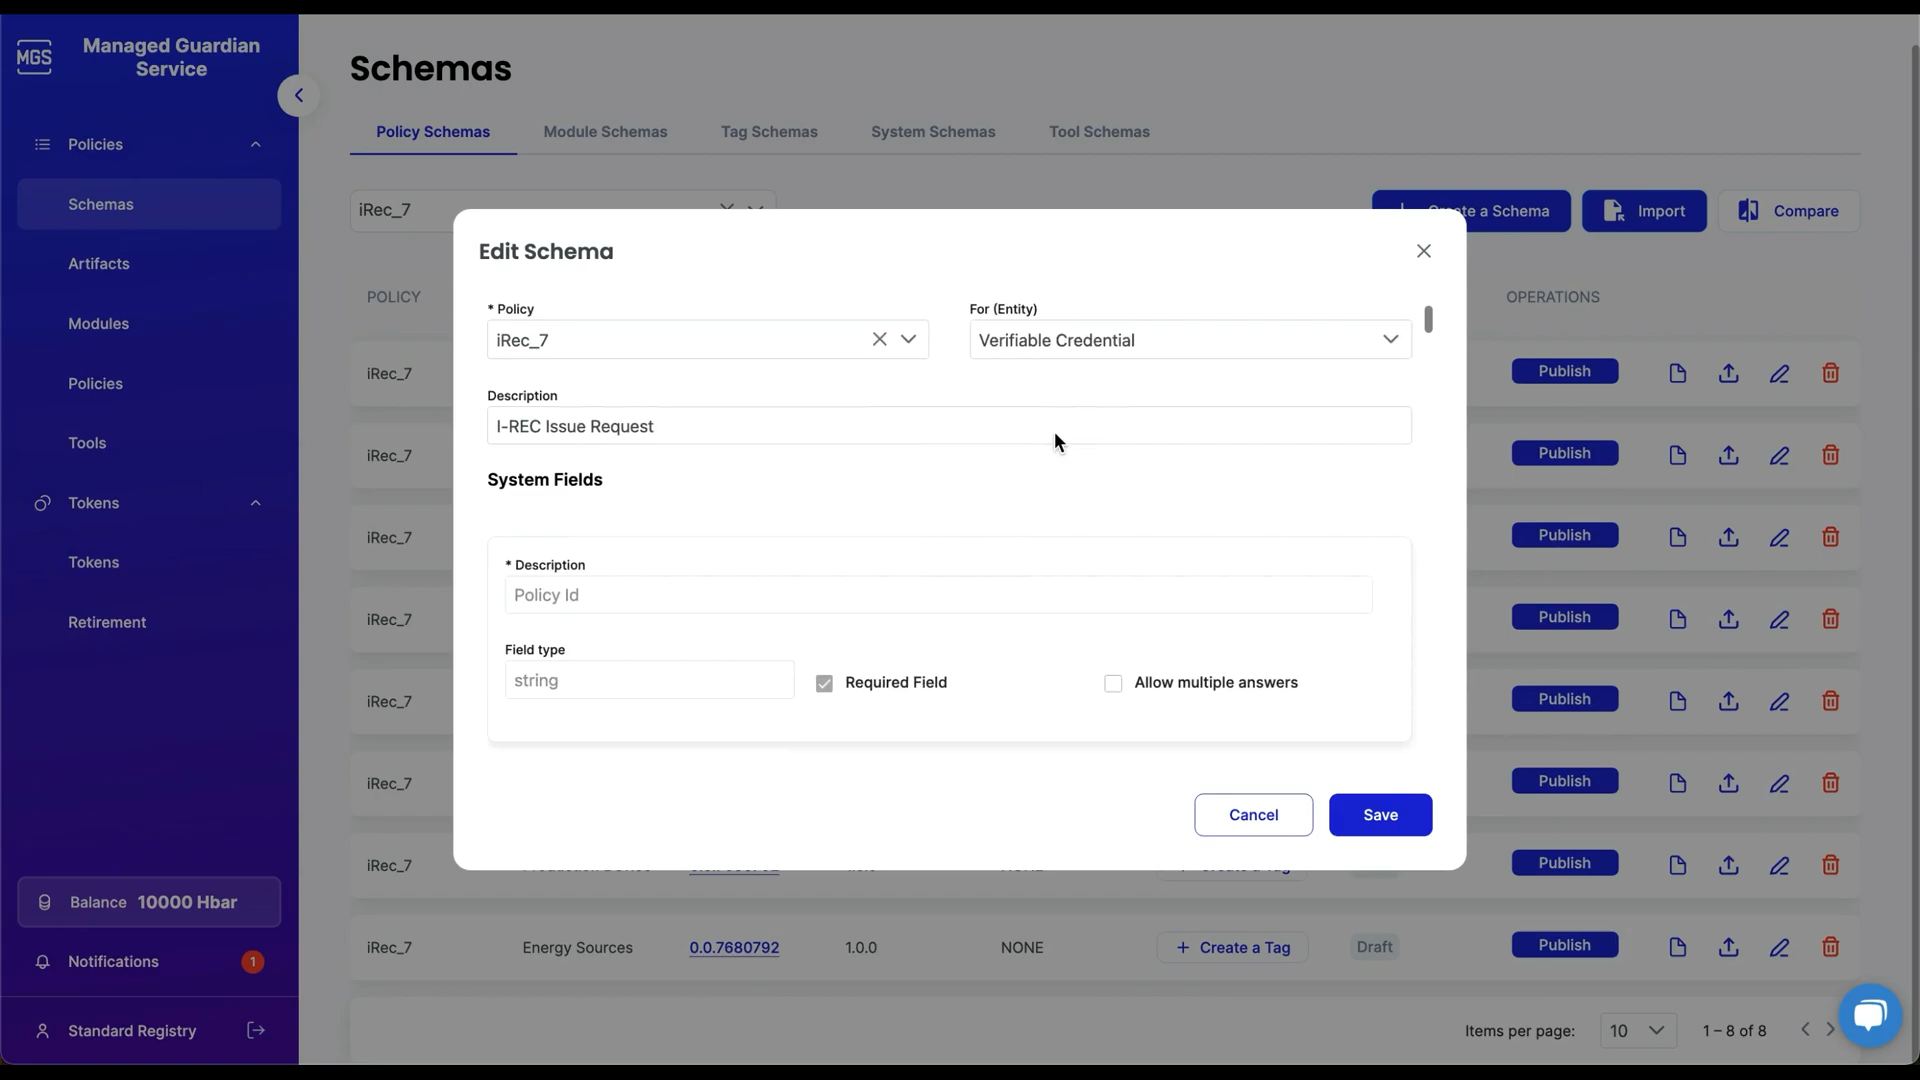 MGS
Managed Guardian
Service
Policies
Schemas
Artifacts
Modules
Policies
Tools
Tokens
Tokens
Retirement
Balance 10000 Hbar
Notifications 1
Standard Registry
Schemas
Policy Schemas Module Schemas Tag Schemas System Schemas Tool Schemas
iRec_7
Create a Schema Import Compare
POLICY OPERATIONS
Edit Schema
* Policy For (Entity)
iRec_7 Verifiable Credential
Description
I-REC Issue Request
System Fields
* Description
Policy Id
Field type
string Required Field Allow multiple answers
Cancel Save
iRec_7 Publish
iRec_7 Publish
iRec_7 Publish
iRec_7 Publish
iRec_7 Publish
iRec_7 Publish
iRec_7 Publish
iRec_7 Energy Sources 0.0.7680792 1.0.0 NONE + Create a Tag Draft Publish
Items per page: 10 1 – 8 of 8